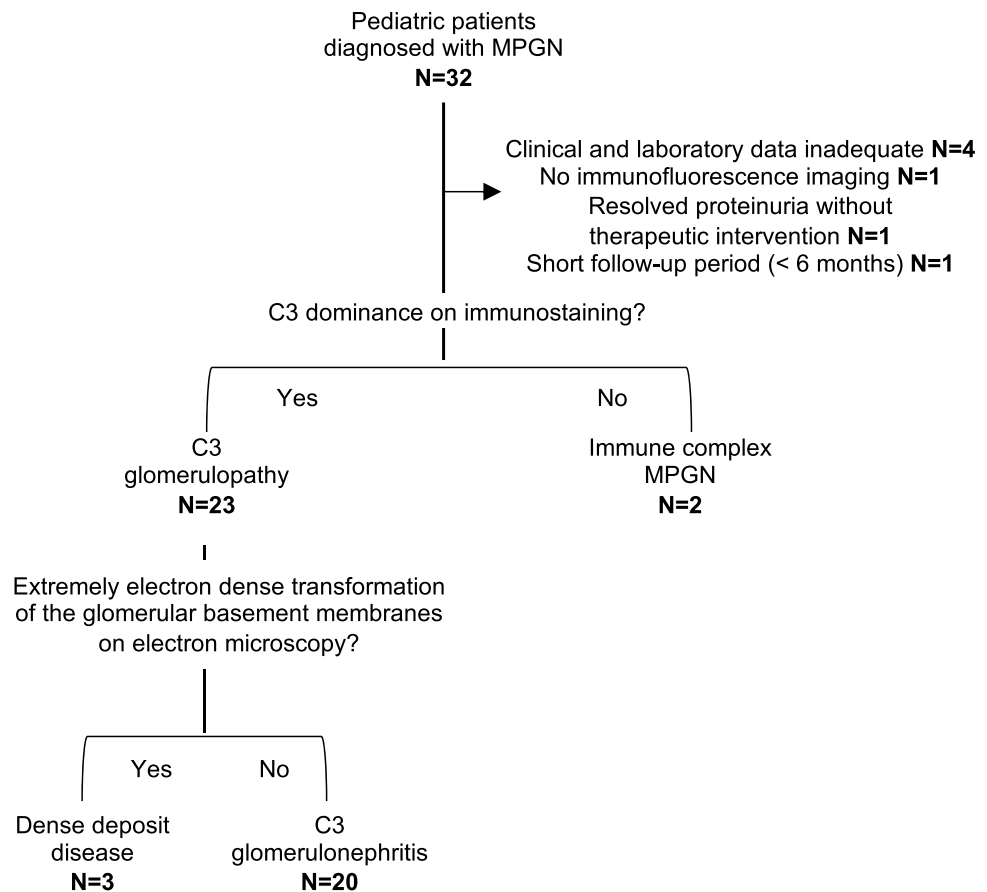 Pediatric patients
diagnosed with MPGN
N=32
Clinical and laboratory data inadequate N=4
No immunofluorescence imaging N=1
Resolved proteinuria without
therapeutic intervention N=1
Short follow-up period (< 6 months) N=1
C3 dominance on immunostaining?
Yes
No
C3
glomerulopathy
N=23
Immune complex
MPGN
N=2
Extremely electron dense transformation
of the glomerular basement membranes
on electron microscopy?
Yes
No
Dense deposit
disease
N=3
C3
glomerulonephritis
N=20